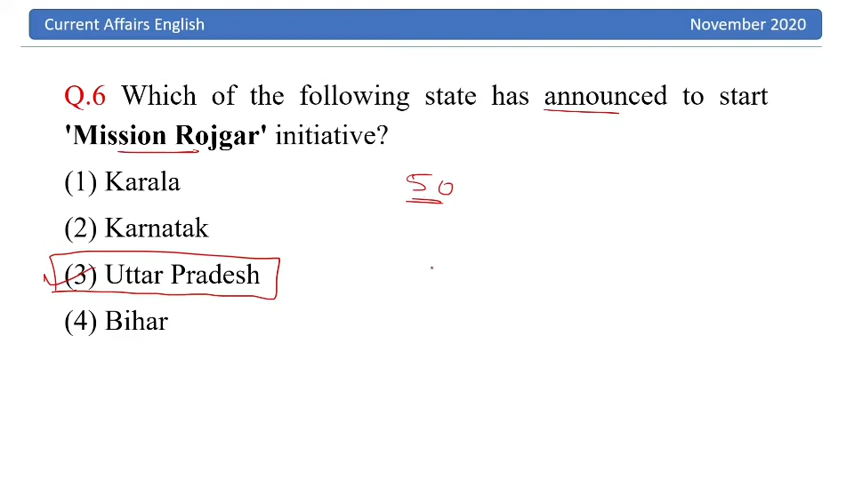 Current Affairs English
November 2020
Q.6 Which of the following state has announced to start
'Mission Rojgar' initiative?
(1) Karala
50
(2) Karnatak
(3) Uttar Pradesh
(4) Bihar